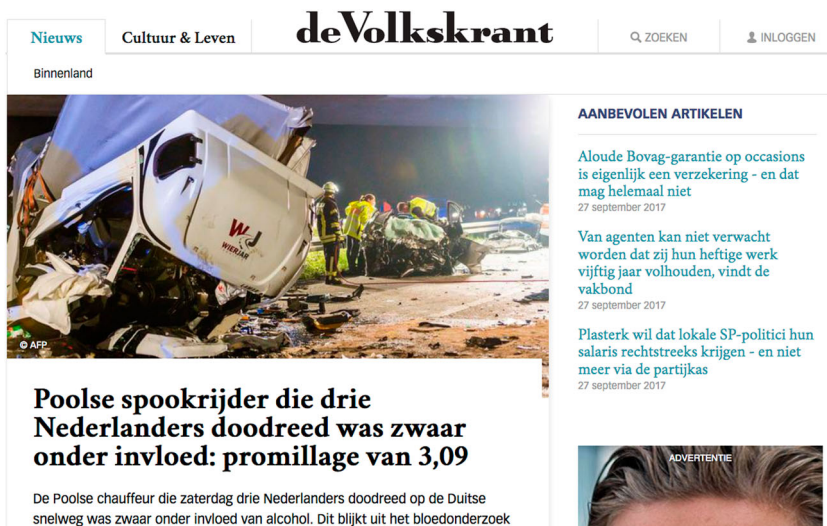 Nieuws
Cultuur & Leven
de Volkskrant
ZOEKEN
INLOGGEN
Binnenland
WJ
WIERJAR
© AFP
Poolse spookrijder die drie
Nederlanders doodreed was zwaar
onder invloed: promillage van 3,09
De Poolse chauffeur die zaterdag drie Nederlanders doodreed op de Duitse
snelweg was zwaar onder invloed van alcohol. Dit blijkt uit het bloedonderzoek
AANBEVOLEN ARTIKELEN
Aloude Bovag-garantie op occasions
is eigenlijk een verzekering - en dat
mag helemaal niet
27 september 2017
Van agenten kan niet verwacht
worden dat zij hun heftige werk
vijftig jaar volhouden, vindt de
vakbond
27 september 2017
Plasterk wil dat lokale SP-politici hun
salaris rechtstreeks krijgen - en niet
meer via de partijkas
27 september 2017
ADVERTENTIE